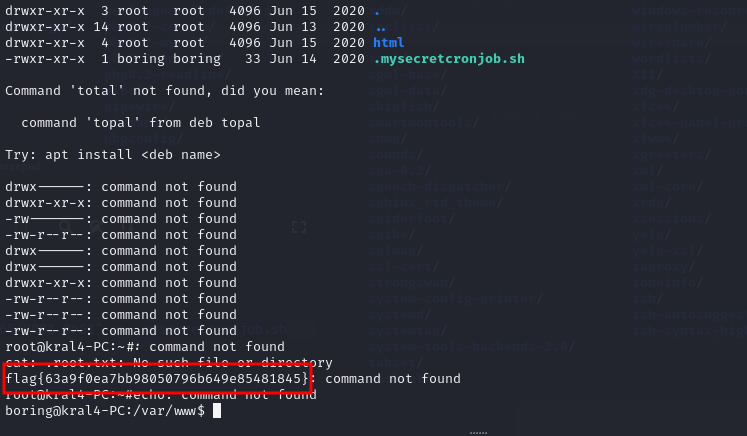 drwxr-xr-x  3 root   root   4096 Jun 15  2020 .
drwxr-xr-x 14 root   root   4096 Jun 13  2020 ..
drwxr-xr-x  4 root   root   4096 Jun 15  2020 html
-rwxr-xr-x  1 boring boring   33 Jun 14  2020 .mysecretcronjob.sh
Command 'total' not found, did you mean:
command 'topal' from deb topal
Try: apt install <deb name>
drwx------: command not found
drwxr-xr-x: command not found
-rw-------: command not found
-rw-r--r--: command not found
drwx------: command not found
drwx------: command not found
drwxr-xr-x: command not found
-rw-r--r--: command not found
-rw-r--r--: command not found
-rw-r--r--: command not found
root@kral4-PC:~#: command not found
cat: .root.txt: No such file or directory
flag{63a9f0ea7bb98050796b649e85481845}: command not found
root@kral4-PC:~#echo: command not found
boring@kral4-PC:/var/www$